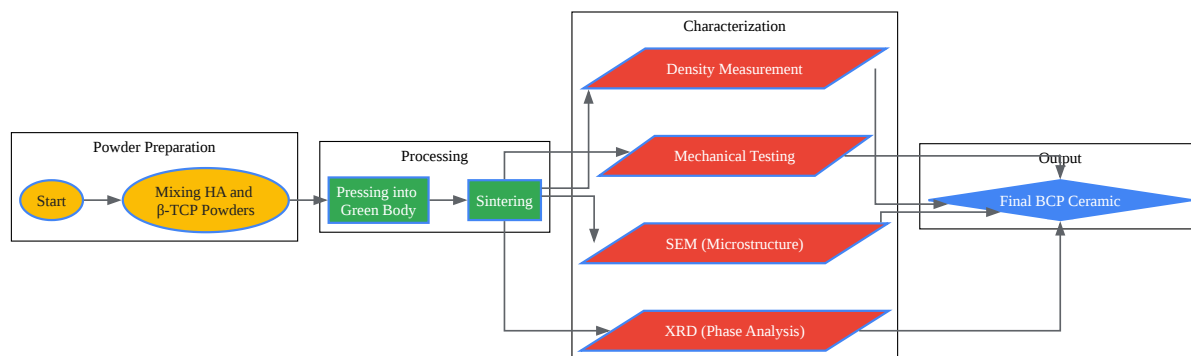 Characterization
Density Measurement
Powder Preparation
Processing
Mechanical Testing
Output
Start
Mixing HA and
β-TCP Powders
Pressing into
Green Body
Sintering
Final BCP Ceramic
SEM (Microstructure)
XRD (Phase Analysis)